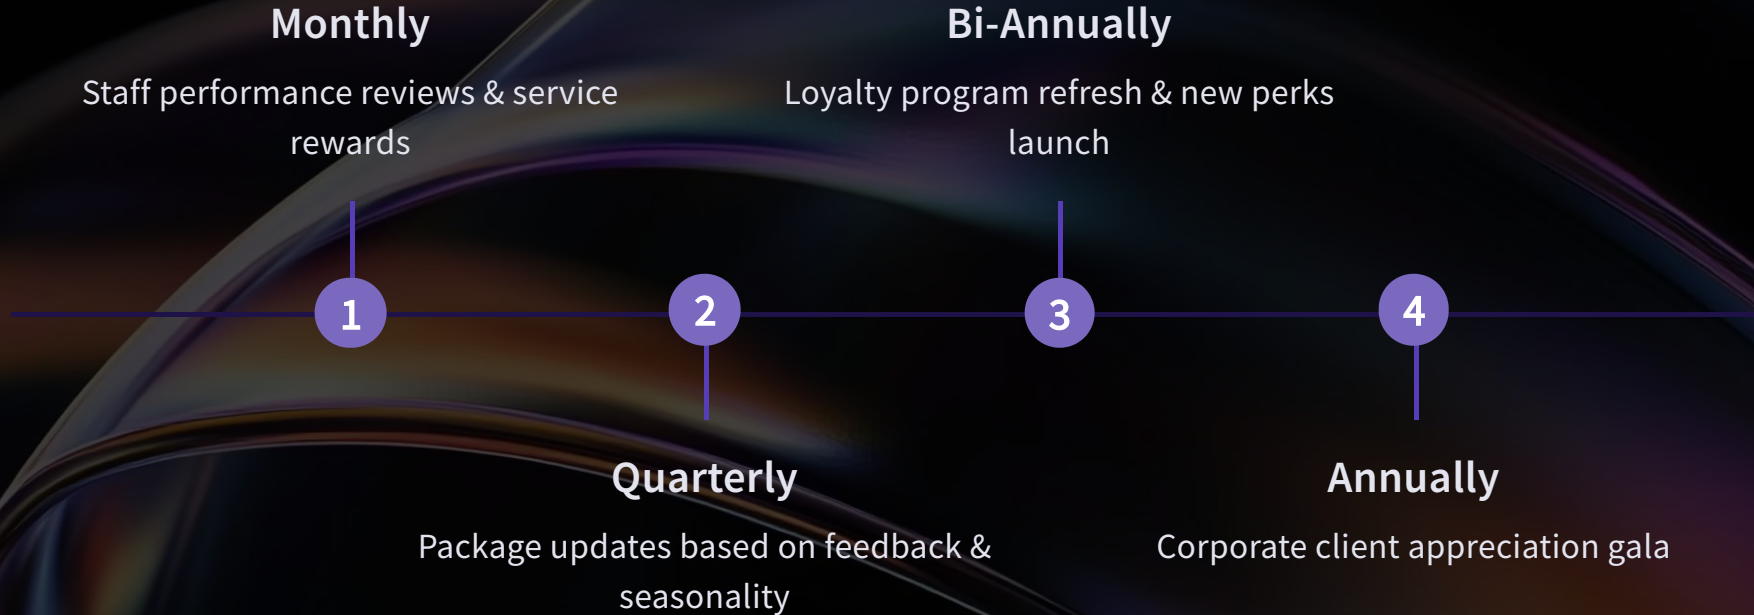 Monthly
Staff performance reviews & service
rewards
Bi-Annually
Loyalty program refresh & new perks
launch
1
2
3
4
Quarterly
Package updates based on feedback &
seasonality
Annually
Corporate client appreciation gala